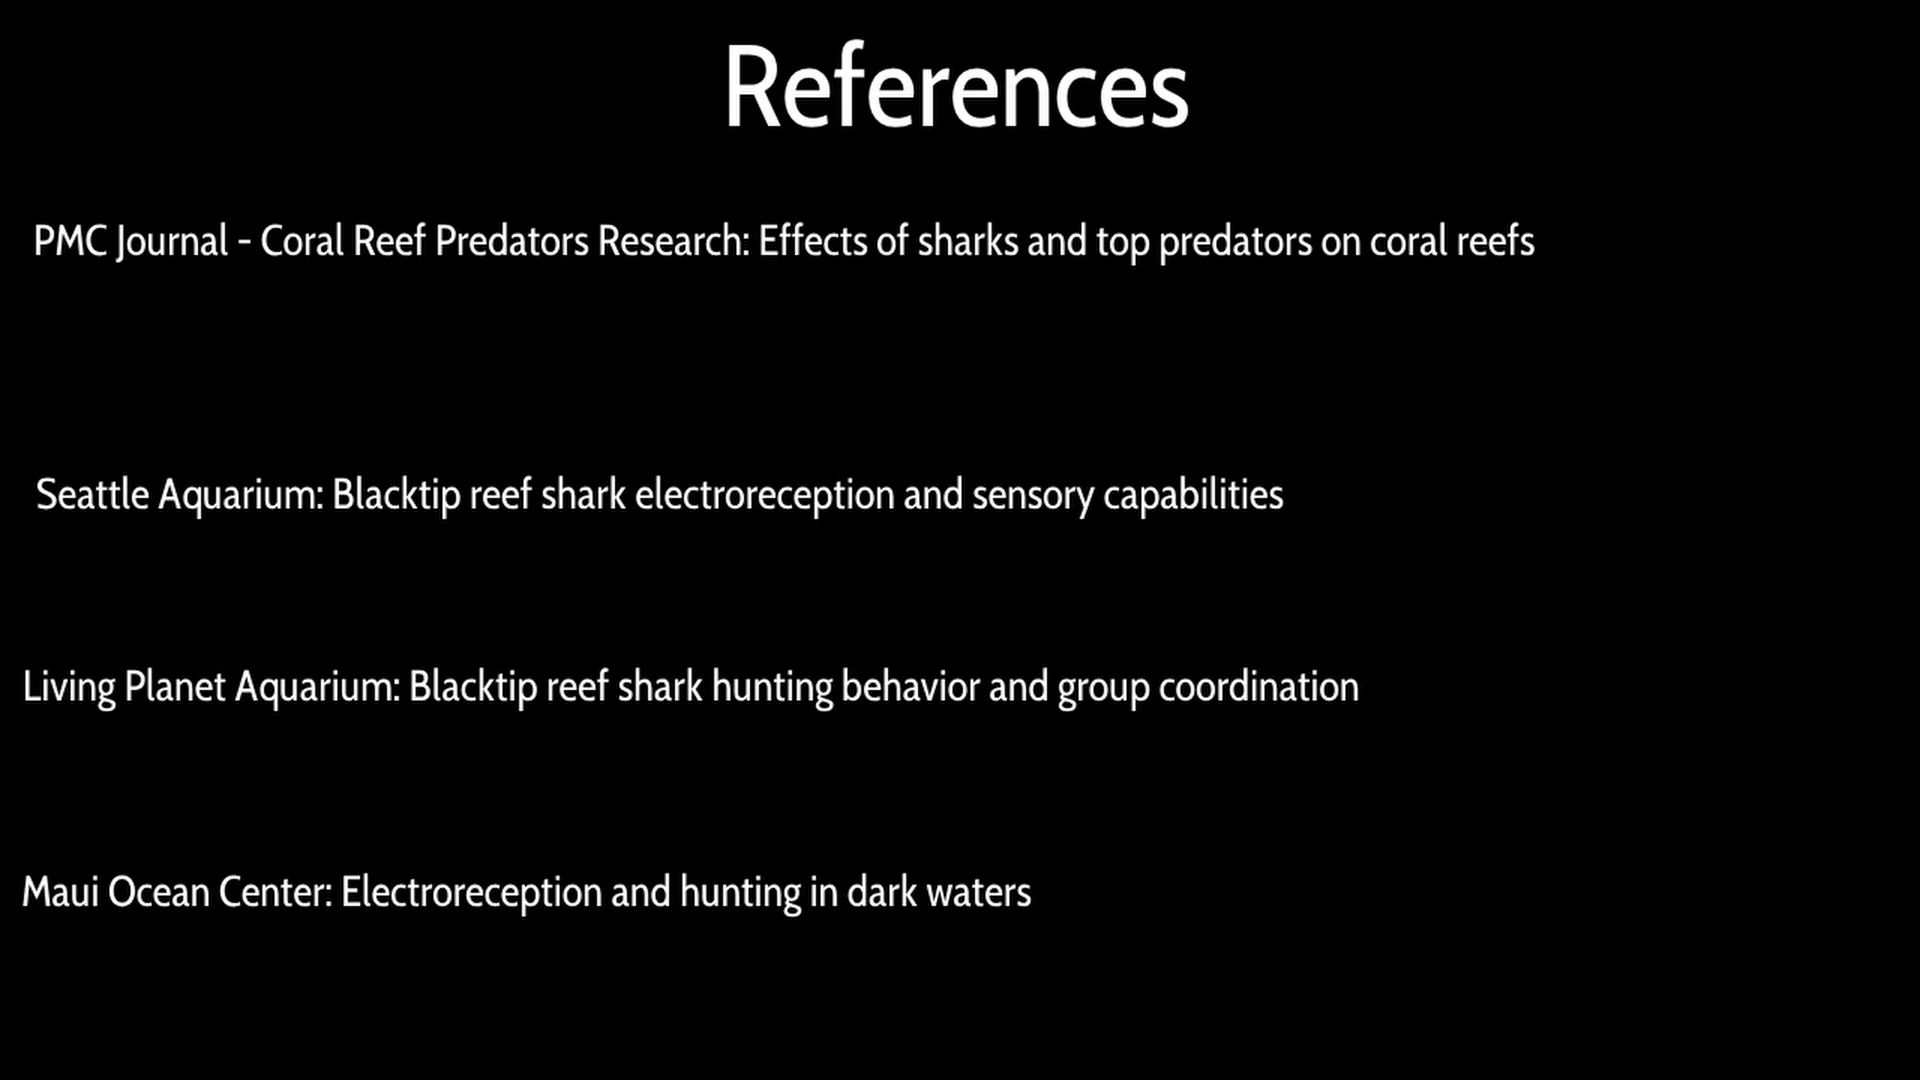 References
PMC Journal - Coral Reef Predators Research: Effects of sharks and top predators on coral reefs
Seattle Aquarium: Blacktip reef shark electroreception and sensory capabilities
Living Planet Aquarium: Blacktip reef shark hunting behavior and group coordination
Maui Ocean Center: Electroreception and hunting in dark waters